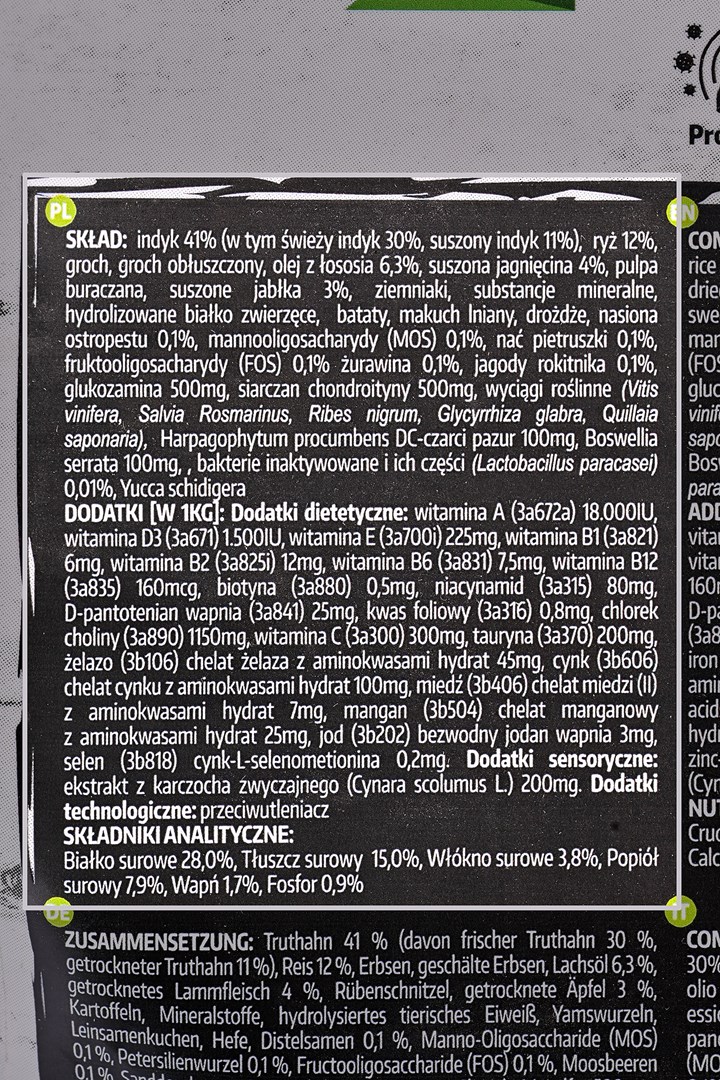 Pro
PL
SKŁAD: indyk 41% (w tym świeży indyk 30%, suszony indyk 11%), ryż 12%,
groch, groch obłuszczony, olej z łososia 6,3%, suszona jagnięcina 4%, pulpa
buraczana, suszone jabłka 3%, ziemniaki, substancje mineralne,
hydrolizowane białko zwierzęce, bataty, makuch lniany, drożdże, nasiona
ostropestu 0,1%, mannooligosacharydy (MOS) 0,1%, nać pietruszki 0,1%,
fruktooligosacharydy (FOS) 0,1% żurawina 0,1%, jagody rokitnika 0,1%,
glukozamina 500mg, siarczan chondroityny 500mg, wyciągi roślinne (Vitis
vinifera, Salvia Rosmarinus, Ribes nigrum, Glycyrrhiza glabra, Quillaia
saponaria), Harpagophytum procumbens DC-czarci pazur 100mg, Boswellia
serrata 100mg, , bakterie inaktywowane i ich części (Lactobacillus paracasei)
0,01%, Yucca schidigera
DODATKI [W 1KG]: Dodatki dietetyczne: witamina A (3a672a) 18.000IU,
witamina D3 (3a671) 1.500IU, witamina E (3a700i) 225mg, witamina B1 (3a821)
6mg, witamina B2 (3a825i) 12mg, witamina B6 (3a831) 7,5mg, witamina B12
(3a835) 160mcg, biotyna (3a880) 0,5mg, niacynamid (3a315) 80mg,
D-pantotenian wapnia (3a841) 25mg, kwas foliowy (3a316) 0,8mg, chlorek
choliny (3a890) 1150mg, witamina C (3a300) 300mg, tauryna (3a370) 200mg,
żelazo (3b106) chelat żelaza z aminokwasami hydrat 45mg, cynk (3b606)
chelat cynku z aminokwasami hydrat 100mg, miedź (3b406) chelat miedzi (II)
z aminokwasami hydrat 7mg, mangan (3b504) chelat manganowy
z aminokwasami hydrat 25mg, jod (3b202) bezwodny jodan wapnia 3mg,
selen (3b818) cynk-L-selenometionina 0,2mg. Dodatki sensoryczne:
ekstrakt z karczocha zwyczajnego (Cynara scolumus L.) 200mg. Dodatki
technologiczne: przeciwutleniacz
SKŁADNIKI ANALITYCZNE:
Białko surowe 28,0%, Tłuszcz surowy 15,0%, Włókno surowe 3,8%, Popiół
surowy 7,9%, Wapń 1,7%, Fosfor 0,9%
EN
DE
ZUSAMMENSETZUNG: Truthahn 41 % (davon frischer Truthahn 30 %,
getrockneter Truthahn 11 %), Reis 12 %, Erbsen, geschälte Erbsen, Lachsöl 6,3 %,
getrocknetes Lammfleisch 4 %, Rübenschnitzel, getrocknete Äpfel 3 %,
Kartoffeln, Mineralstoffe, hydrolysiertes tierisches Eiweiß, Yamswurzeln,
Leinsamenkuchen, Hefe, Distelsamen 0,1 %, Manno-Oligosaccharide (MOS)
0,1 %, Petersilienwurzel 0,1 %, Fructooligosaccharide (FOS) 0,1 %, Moosbeeren
IT